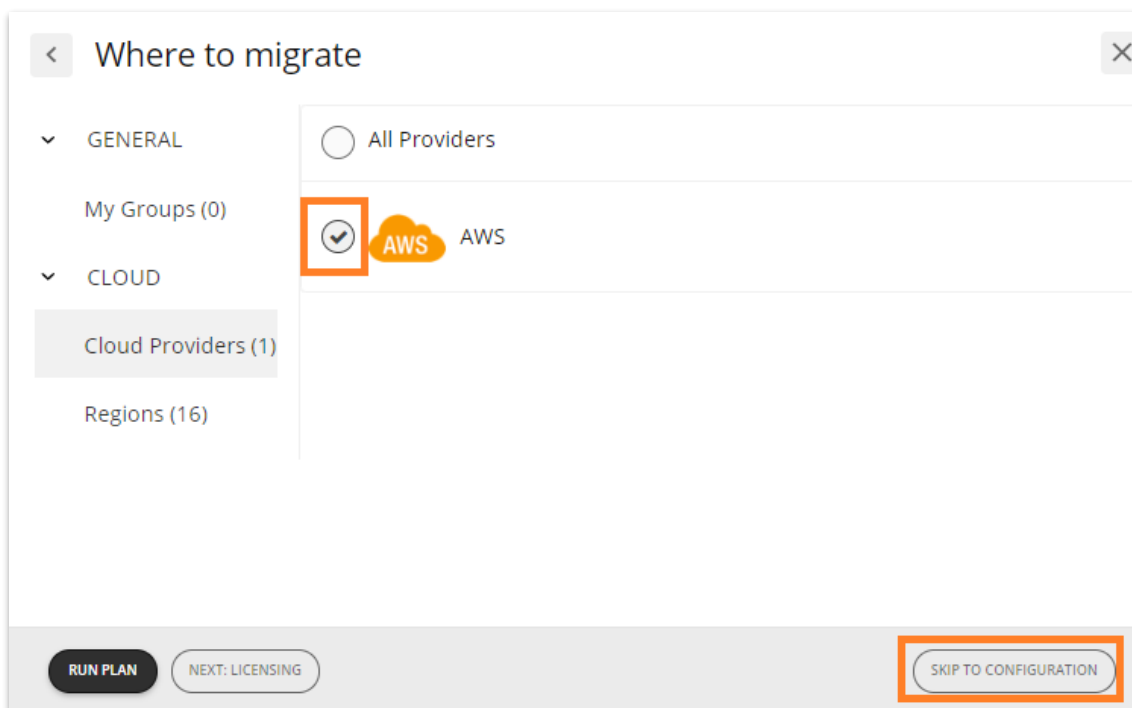 Where to migrate
GENERAL
My Groups (0)
CLOUD
Cloud Providers (1)
Regions (16)
All Providers
AWS AWS
RUN PLAN
NEXT: LICENSING
SKIP TO CONFIGURATION